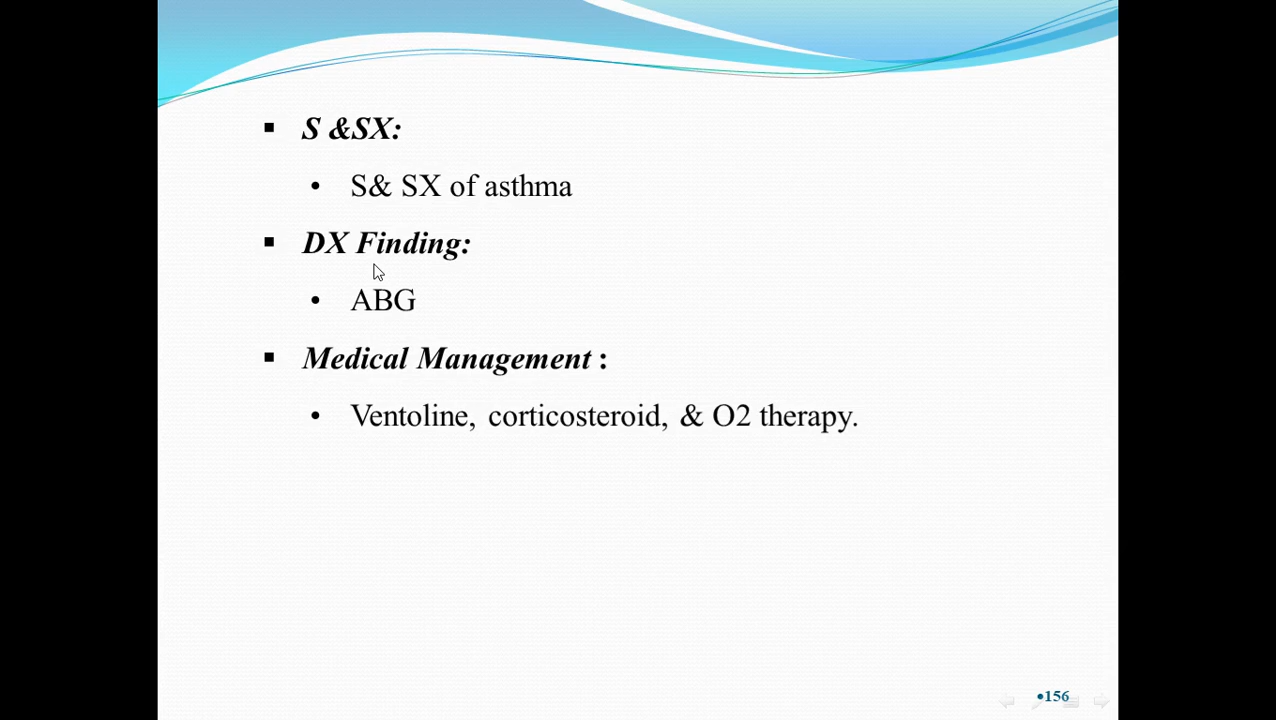 ▪ S &SX:
• S& SX of asthma
▪ DX Finding:
• ABG
▪ Medical Management :
• Ventoline, corticosteroid, & O2 therapy.
•156